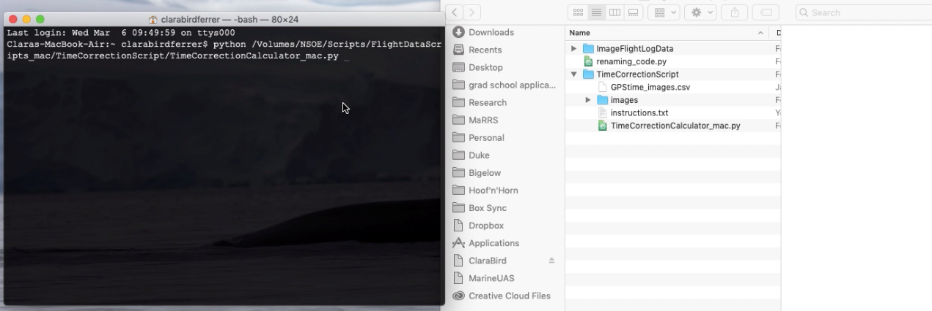 clarabirdferrer — -bash — 80×24
Last login: Wed Mar  6 09:49:59 on ttys000
Claras-MacBook-Air:~ clarabirdferrer$ python /Volumes/NSOE/Scripts/FlightDataScr
ipts_mac/TimeCorrectionScript/TimeCorrectionCalculator_mac.py
Search
Downloads
Recents
Desktop
grad school applica...
Research
MaRRS
Personal
Duke
Bigelow
Hoof'n'Horn
Box Sync
Dropbox
Applications
ClaraBird
MarineUAS
Creative Cloud Files
Name
ImageFlightLogData
renaming_code.py
TimeCorrectionScript
GPStime_images.csv
images
instructions.txt
TimeCorrectionCalculator_mac.py